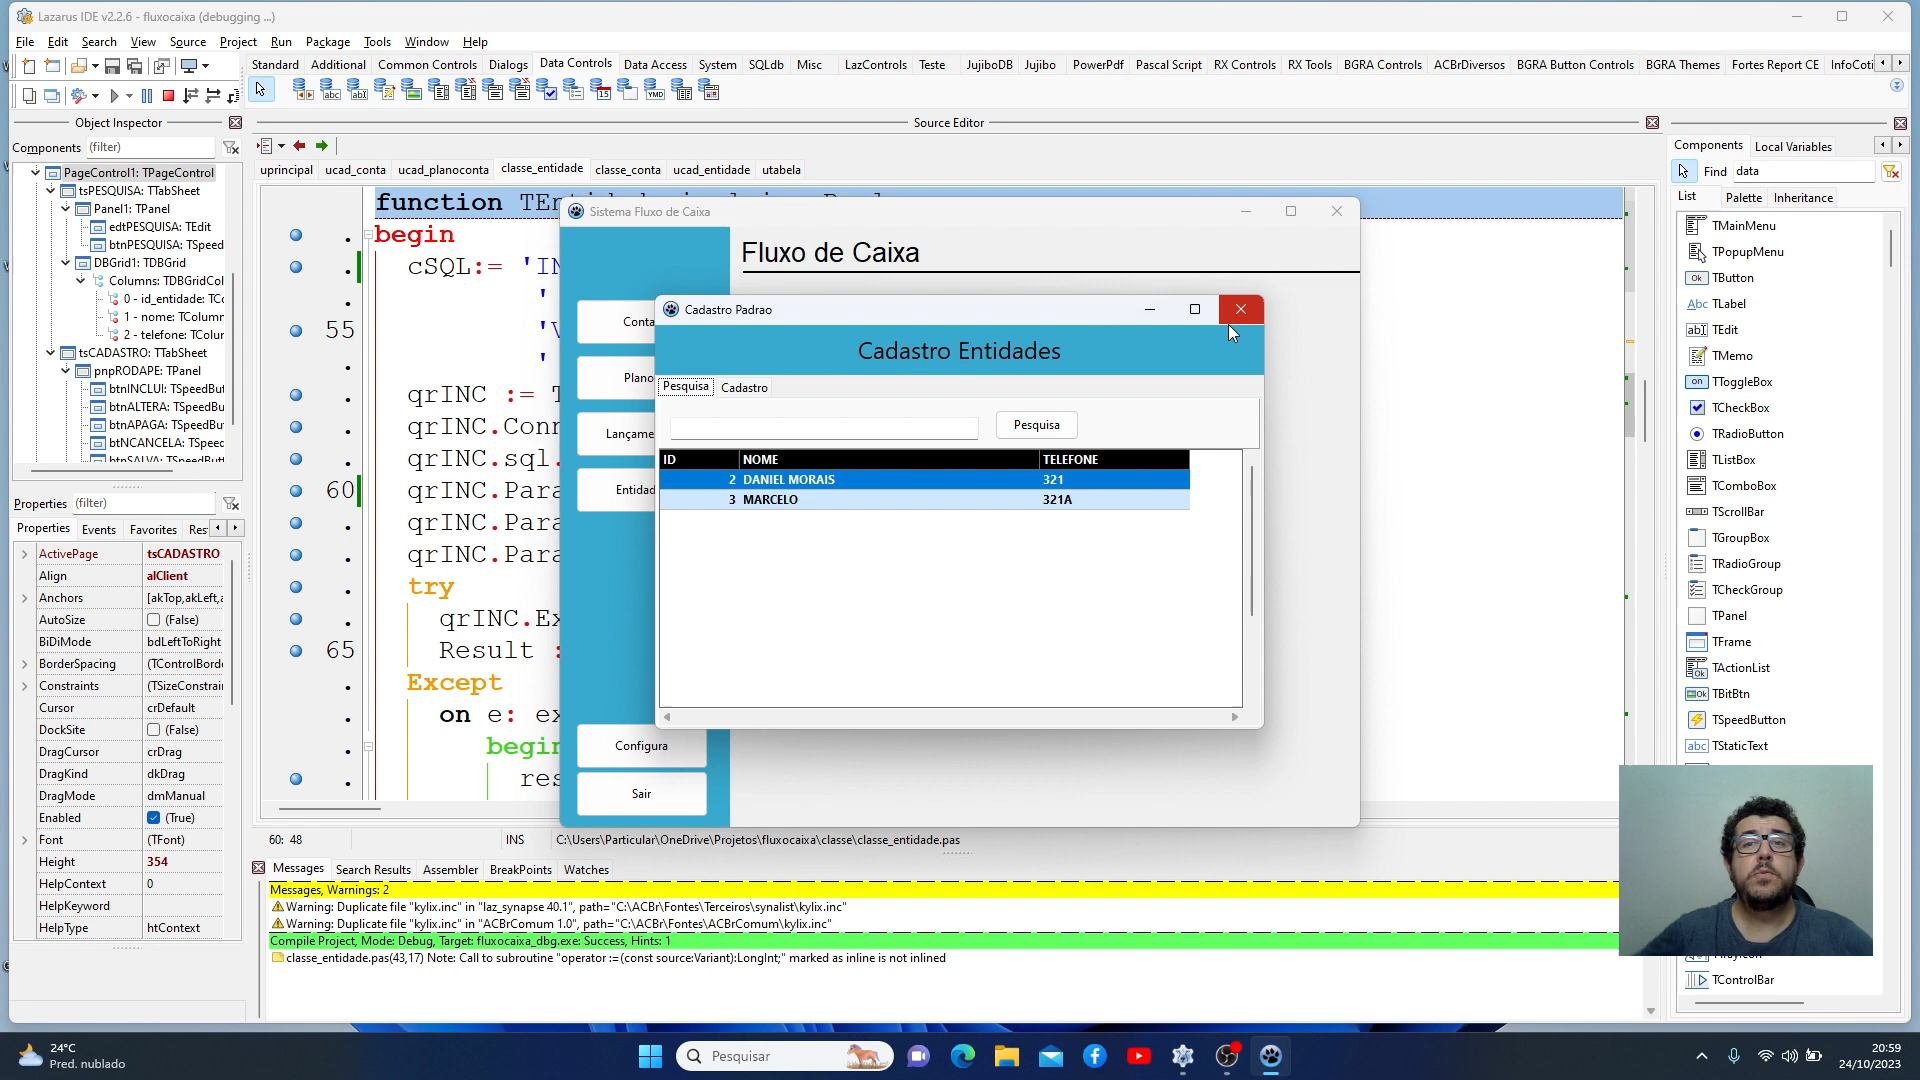 Lazarus IDE v2.2.6 - fluxocaixa (debugging ...)
File Edit Search View Source Project Run Package Tools Window Help
Standard Additional Common Controls Dialogs Data Controls Data Access System SQLdb Misc LazControls Teste JujiboDB Jujibo PowerPdf Pascal Script RX Controls RX Tools BGRA Controls ACBrDiversos BGRA Button Controls BGRA Themes Fortes Report CE InfoCoti
Object Inspector
Components (filter)
PageControl1: TPageControl
tsPESQUISA: TTabSheet
Panel1: TPanel
edtPESQUISA: TEdit
btnPESQUISA: TSpeed
DBGrid1: TDBGrid
Columns: TDBGridCol
0 - id_entidade: TCo
1 - nome: TColumn
2 - telefone: TColur
tsCADASTRO: TTabSheet
pnpRODAPE: TPanel
btnINCLUI: TSpeedBut
btnALTERA: TSpeedBu
btnAPAGA: TSpeedBut
btNCANCELA: TSpeed
btnSALVA: TSpeedButt
Properties (filter)
Properties Events Favorites Res
ActivePage tsCADASTRO
Align alClient
Anchors [akTop,akLeft,a
AutoSize (False)
BiDiMode bdLeftToRight
BorderSpacing (TControlBorde
Constraints (TSizeConstrain
Cursor crDefault
DockSite (False)
DragCursor crDrag
DragKind dkDrag
DragMode dmManual
Enabled (True)
Font (TFont)
Height 354
HelpContext 0
HelpKeyword
HelpType htContext
Source Editor
uprincipal ucad_conta ucad_planoconta classe_entidade classe_conta ucad_entidade utabela
function
begin
cSQL:= 'IN
'
55 'V
'
qrINC := T
qrINC.Conn
qrINC.sql.
60 qrINC.Para
qrINC.Para
qrINC.Para
try
qrINC.Ex
65 Result :
Except
on e: ex
begin
res
60: 48 INS C:\Users\Particular\OneDrive\Projetos\fluxocaixa\classe\classe_entidade.pas
Sistema Fluxo de Caixa
Fluxo de Caixa
Conta
Plano
Lançame
Entidad
Configura
Sair
Cadastro Padrao
Cadastro Entidades
Pesquisa Cadastro
Pesquisa
ID NOME TELEFONE
2 DANIEL MORAIS 321
3 MARCELO 321A
Messages Search Results Assembler BreakPoints Watches
Messages, Warnings: 2
Warning: Duplicate file "kylix.inc" in "laz_synapse 40.1", path="C:\ACBr\Fontes\Terceiros\synalist\kylix.inc"
Warning: Duplicate file "kylix.inc" in "ACBrComum 1.0", path="C:\ACBr\Fontes\ACBrComum\kylix.inc"
Compile Project, Mode: Debug, Target: fluxocaixa_dbg.exe: Success, Hints: 1
classe_entidade.pas(43,17) Note: Call to subroutine "operator :=(const source:Variant):LongInt;" marked as inline is not inlined
Components Local Variables
Find data
List Palette Inheritance
TMainMenu
TPopupMenu
TButton
TLabel
TEdit
TMemo
TToggleBox
TCheckBox
TRadioButton
TListBox
TComboBox
TScrollBar
TGroupBox
TRadioGroup
TCheckGroup
TPanel
TFrame
TActionList
TBitBtn
TSpeedButton
TStaticText
TControlBar
24°C
Pred. nublado
Pesquisar
20:59
24/10/2023